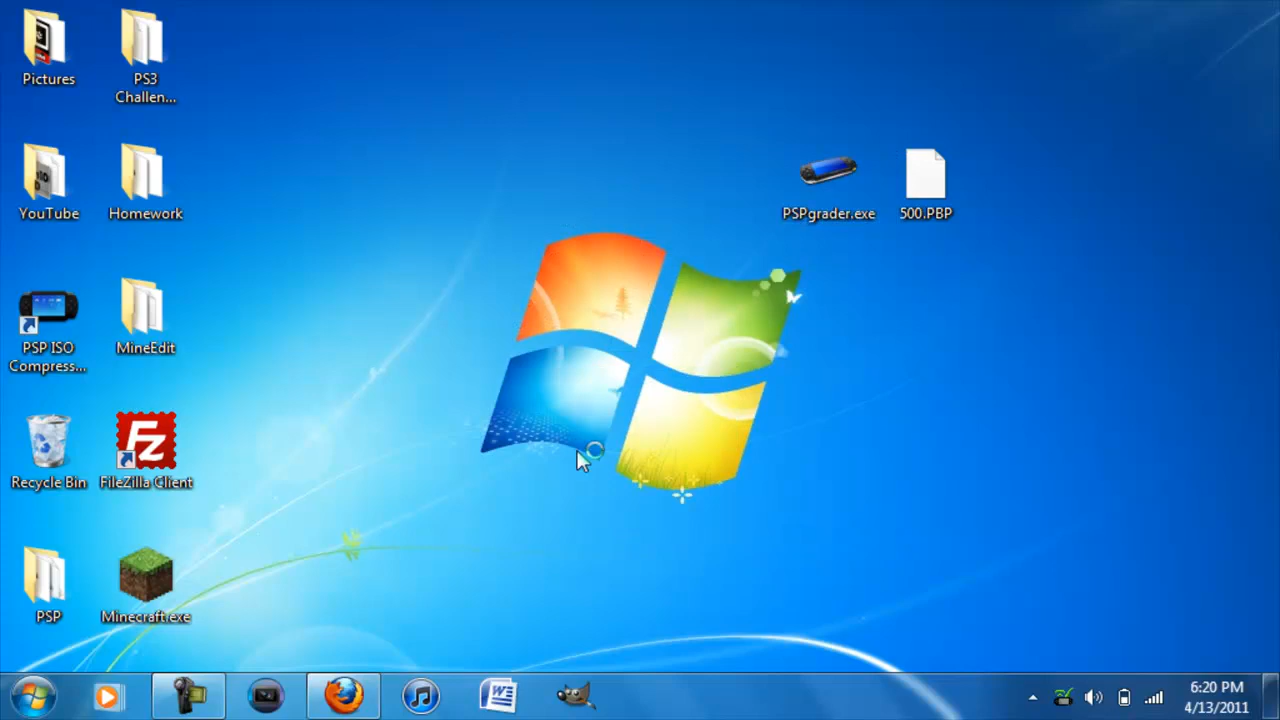 Pictures
PS3
Challen...
YouTube
Homework
PSPgrader.exe
500.PBP
PSP ISO
Compress...
MineEdit
Recycle Bin
FileZilla Client
PSP
Minecraft.exe
6:20 PM
4/13/2011